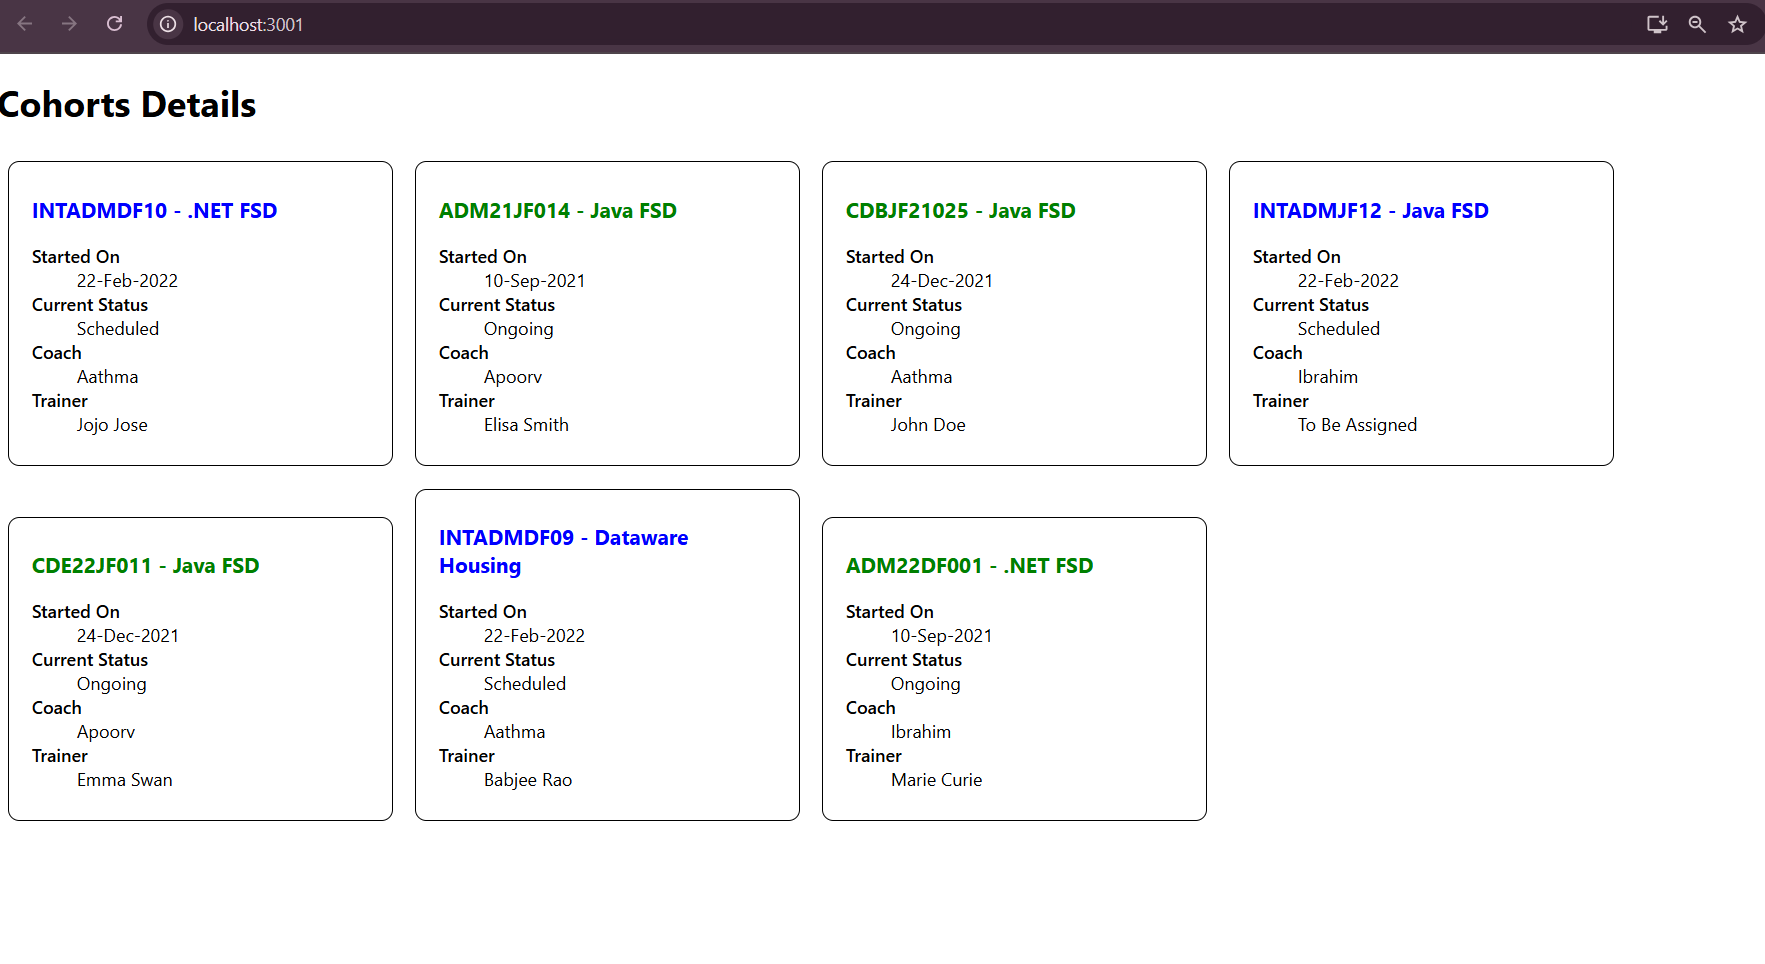 localhost:3001
Cohorts Details
INTADMDF10 - .NET FSD
Started On
22-Feb-2022
Current Status
Scheduled
Coach
Aathma
Trainer
Jojo Jose
ADM21JF014 - Java FSD
Started On
10-Sep-2021
Current Status
Ongoing
Coach
Apoorv
Trainer
Elisa Smith
CDBJF21025 - Java FSD
Started On
24-Dec-2021
Current Status
Ongoing
Coach
Aathma
Trainer
John Doe
INTADMJF12 - Java FSD
Started On
22-Feb-2022
Current Status
Scheduled
Coach
Ibrahim
Trainer
To Be Assigned
CDE22JF011 - Java FSD
Started On
24-Dec-2021
Current Status
Ongoing
Coach
Apoorv
Trainer
Emma Swan
INTADMDF09 - Dataware
Housing
Started On
22-Feb-2022
Current Status
Scheduled
Coach
Aathma
Trainer
Babjee Rao
ADM22DF001 - .NET FSD
Started On
10-Sep-2021
Current Status
Ongoing
Coach
Ibrahim
Trainer
Marie Curie